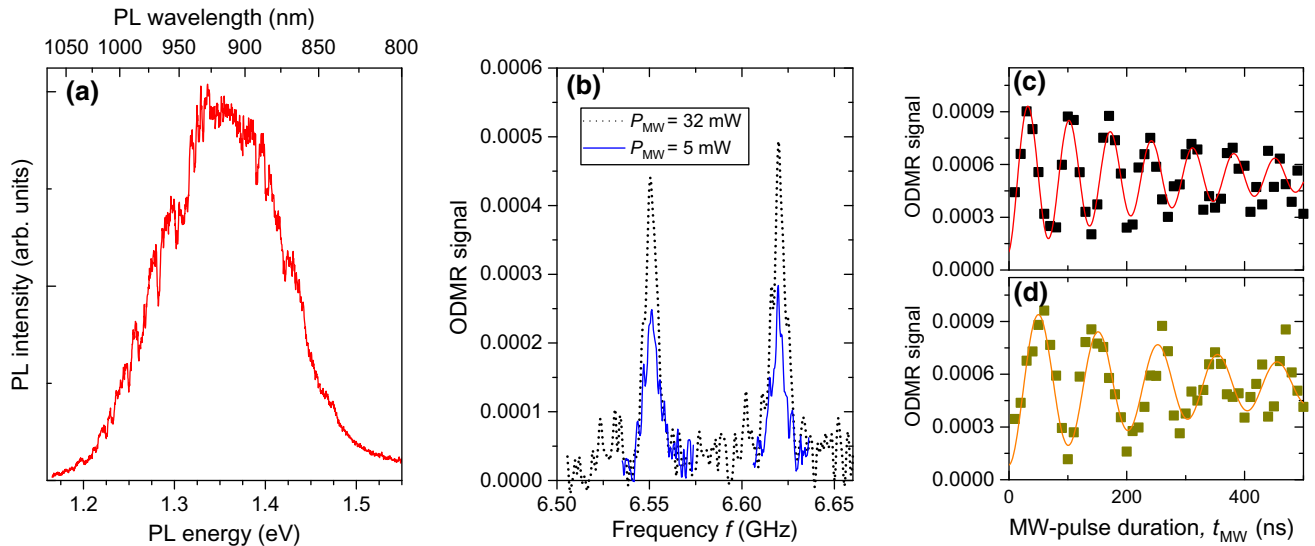 PL wavelength (nm)
1050 1000 950 900 850 800
(a)
PL intensity (arb. units)
1.2 1.3 1.4 1.5
PL energy (eV)
(b)
0.0006
0.0005
0.0004
0.0003
0.0002
0.0001
0.0000
ODMR signal
P_MW = 32 mW
P_MW = 5 mW
6.50 6.55 6.60 6.65
Frequency f (GHz)
(c)
0.0009
0.0006
0.0003
0.0000
ODMR signal
(d)
0.0009
0.0006
0.0003
0.0000
ODMR signal
0 200 400
MW-pulse duration, t_MW (ns)